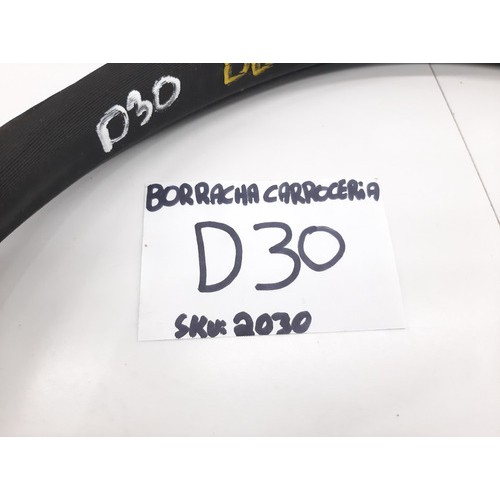 D30
BORRACHA CARROCERiA
D30
SKU: 2030